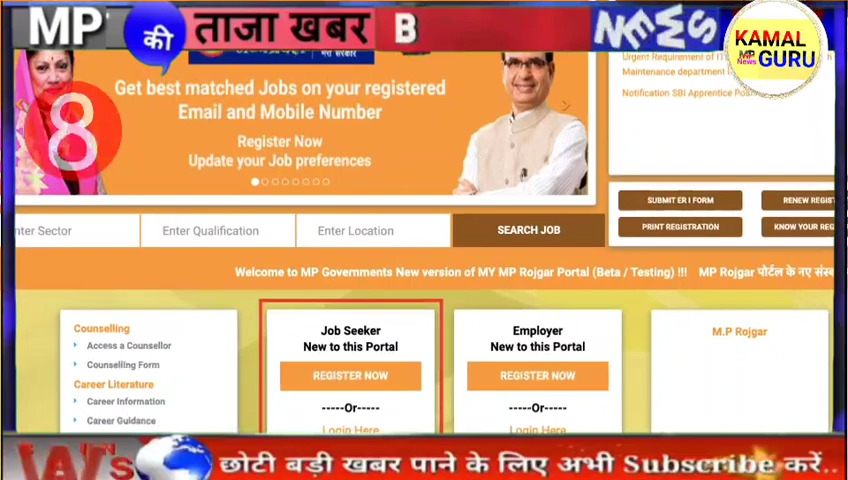 MP की ताजा खबर B NEWS
KAMAL
MP
News GURU
8
Get best matched Jobs on your registered
Email and Mobile Number
Register Now
Update your Job preferences
Urgent Requirement of
Maintenance department
Notification SBI Apprentice
SUBMIT ER I FORM
PRINT REGISTRATION
KNOW YOUR
nter Sector
Enter Qualification
Enter Location
SEARCH JOB
Welcome to MP Governments New version of MY MP Rojgar Portal (Beta / Testing) !!! MP Rojgar पोर्टल के नए
Counselling
Access a Counsellor
Counselling Form
Career Literature
Career Information
Career Guidance
Job Seeker
New to this Portal
REGISTER NOW
-----Or-----
Login Here
Employer
New to this Portal
REGISTER NOW
-----Or-----
Login Here
M.P Rojgar
छोटी बड़ी खबर पाने के लिए अभी Subscribe करें..